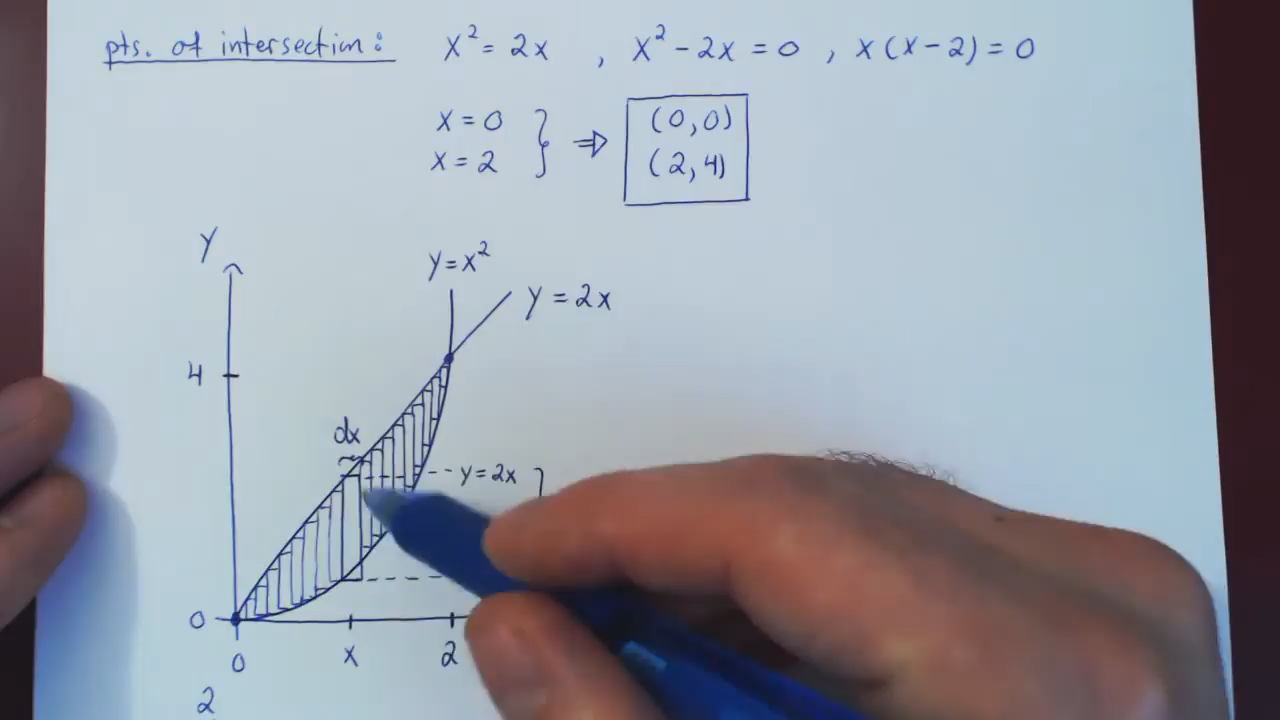 pts. of intersection: x² = 2x , x² - 2x = 0 , x(x-2) = 0
x = 0 } ⇒ (0,0)
x = 2 (2,4)
y
y = x²
y = 2x
4
dx
y = 2x }
0
0 x 2
2